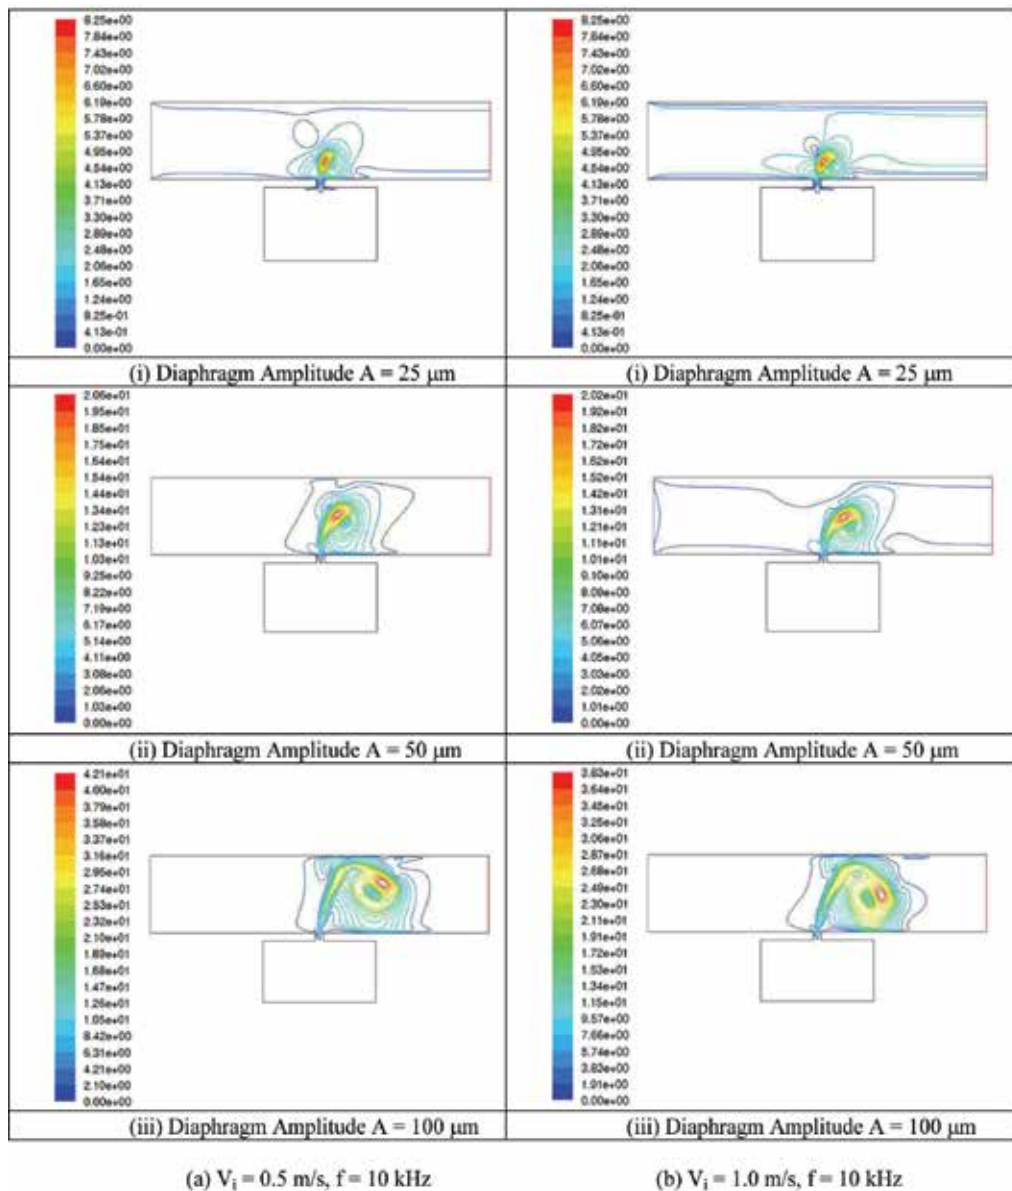 8.25e+00
7.84e+00
7.43e+00
7.02e+00
6.60e+00
6.19e+00
5.78e+00
5.37e+00
4.95e+00
4.54e+00
4.13e+00
3.71e+00
3.30e+00
2.89e+00
2.48e+00
2.06e+00
1.65e+00
1.24e+00
8.25e-01
4.13e-01
0.00e+00
(i) Diaphragm Amplitude A = 25 μm
8.25e+00
7.84e+00
7.43e+00
7.02e+00
6.60e+00
6.19e+00
5.78e+00
5.37e+00
4.95e+00
4.54e+00
4.13e+00
3.71e+00
3.30e+00
2.89e+00
2.48e+00
2.06e+00
1.65e+00
1.24e+00
8.25e-01
4.13e-01
0.00e+00
(i) Diaphragm Amplitude A = 25 μm
2.06e+01
1.95e+01
1.85e+01
1.75e+01
1.64e+01
1.54e+01
1.44e+01
1.34e+01
1.23e+01
1.13e+01
1.03e+01
9.25e+00
8.22e+00
7.19e+00
6.17e+00
5.14e+00
4.11e+00
3.08e+00
2.06e+00
1.03e+00
0.00e+00
(ii) Diaphragm Amplitude A = 50 μm
2.02e+01
1.92e+01
1.82e+01
1.72e+01
1.62e+01
1.52e+01
1.42e+01
1.31e+01
1.21e+01
1.11e+01
1.01e+01
9.10e+00
8.09e+00
7.08e+00
6.07e+00
5.06e+00
4.05e+00
3.03e+00
2.02e+00
1.01e+00
0.00e+00
(ii) Diaphragm Amplitude A = 50 μm
4.21e+01
4.00e+01
3.79e+01
3.58e+01
3.37e+01
3.16e+01
2.95e+01
2.74e+01
2.53e+01
2.32e+01
2.10e+01
1.89e+01
1.68e+01
1.47e+01
1.26e+01
1.05e+01
8.42e+00
6.31e+00
4.21e+00
2.10e+00
0.00e+00
(iii) Diaphragm Amplitude A = 100 μm
3.83e+01
3.64e+01
3.45e+01
3.25e+01
3.06e+01
2.87e+01
2.68e+01
2.49e+01
2.30e+01
2.11e+01
1.91e+01
1.72e+01
1.53e+01
1.34e+01
1.15e+01
9.57e+00
7.66e+00
5.74e+00
3.83e+00
1.91e+00
0.00e+00
(iii) Diaphragm Amplitude A = 100 μm
(a) Vᵢ = 0.5 m/s, f = 10 kHz
(b) Vᵢ = 1.0 m/s, f = 10 kHz